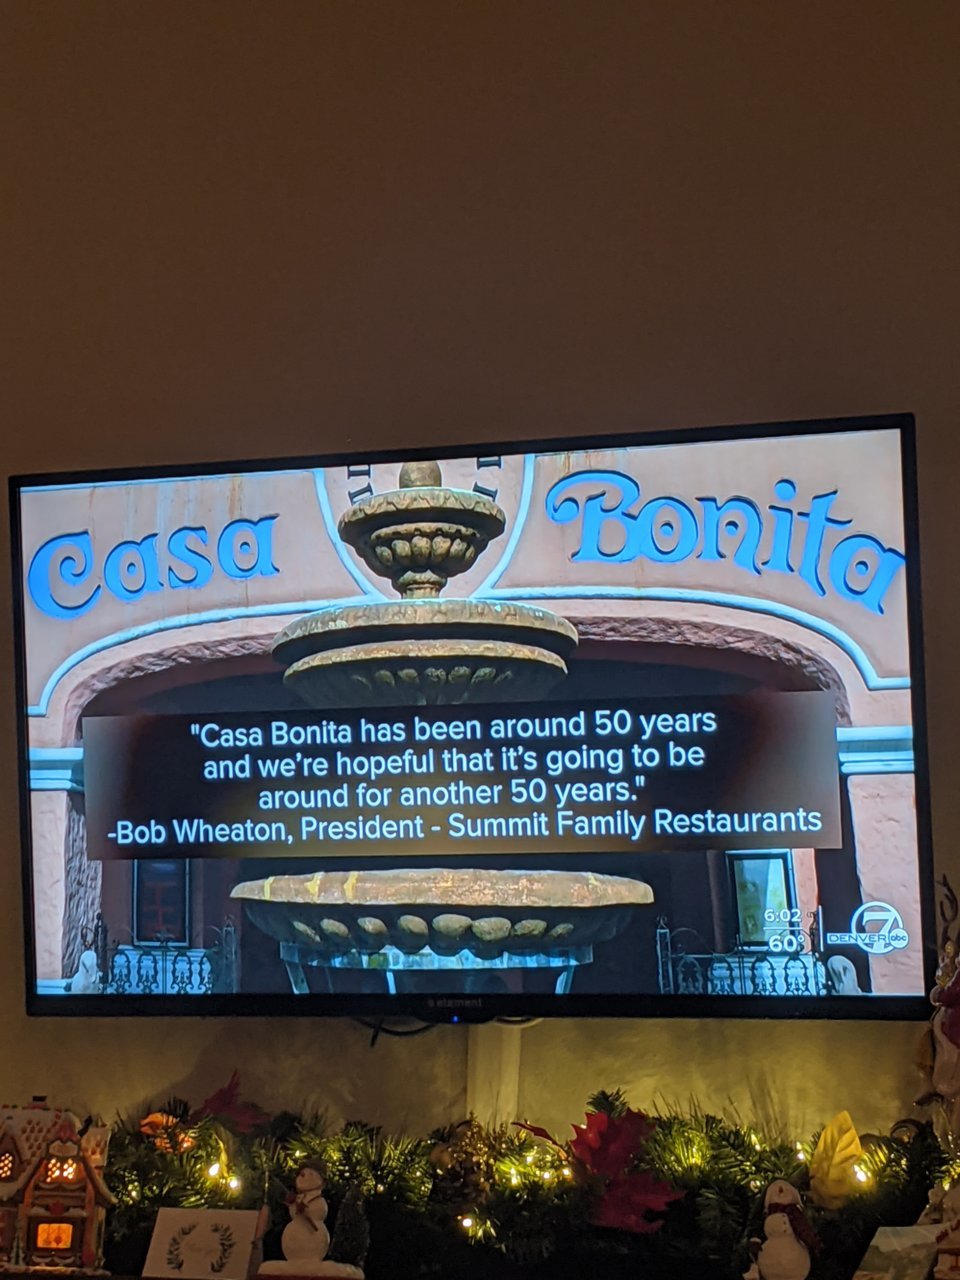 Casa Bonita
"Casa Bonita has been around 50 years
and we're hopeful that it's going to be
around for another 50 years."
-Bob Wheaton, President - Summit Family Restaurants
6:02
60°
DENVER 7 abc
element